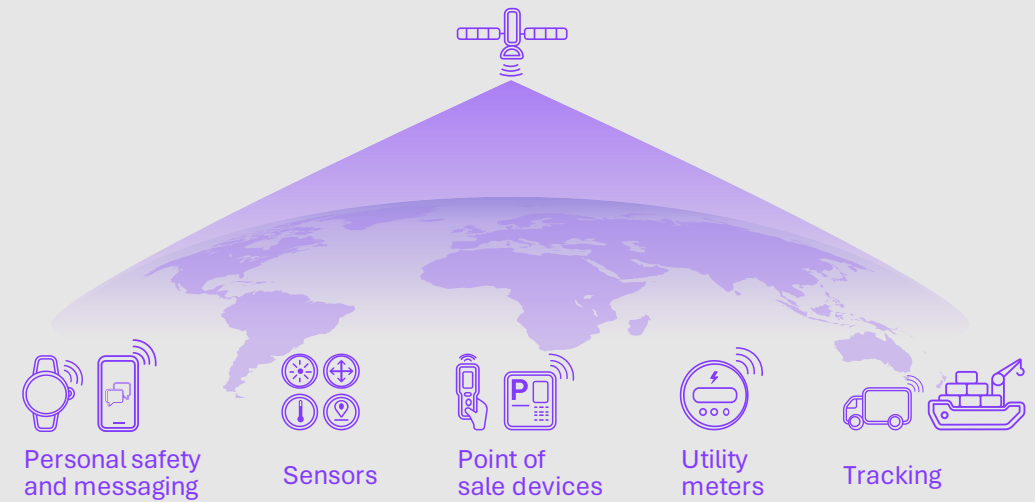 P
Personal safety
and messaging
Sensors
Point of
sale devices
Utility
meters
Tracking